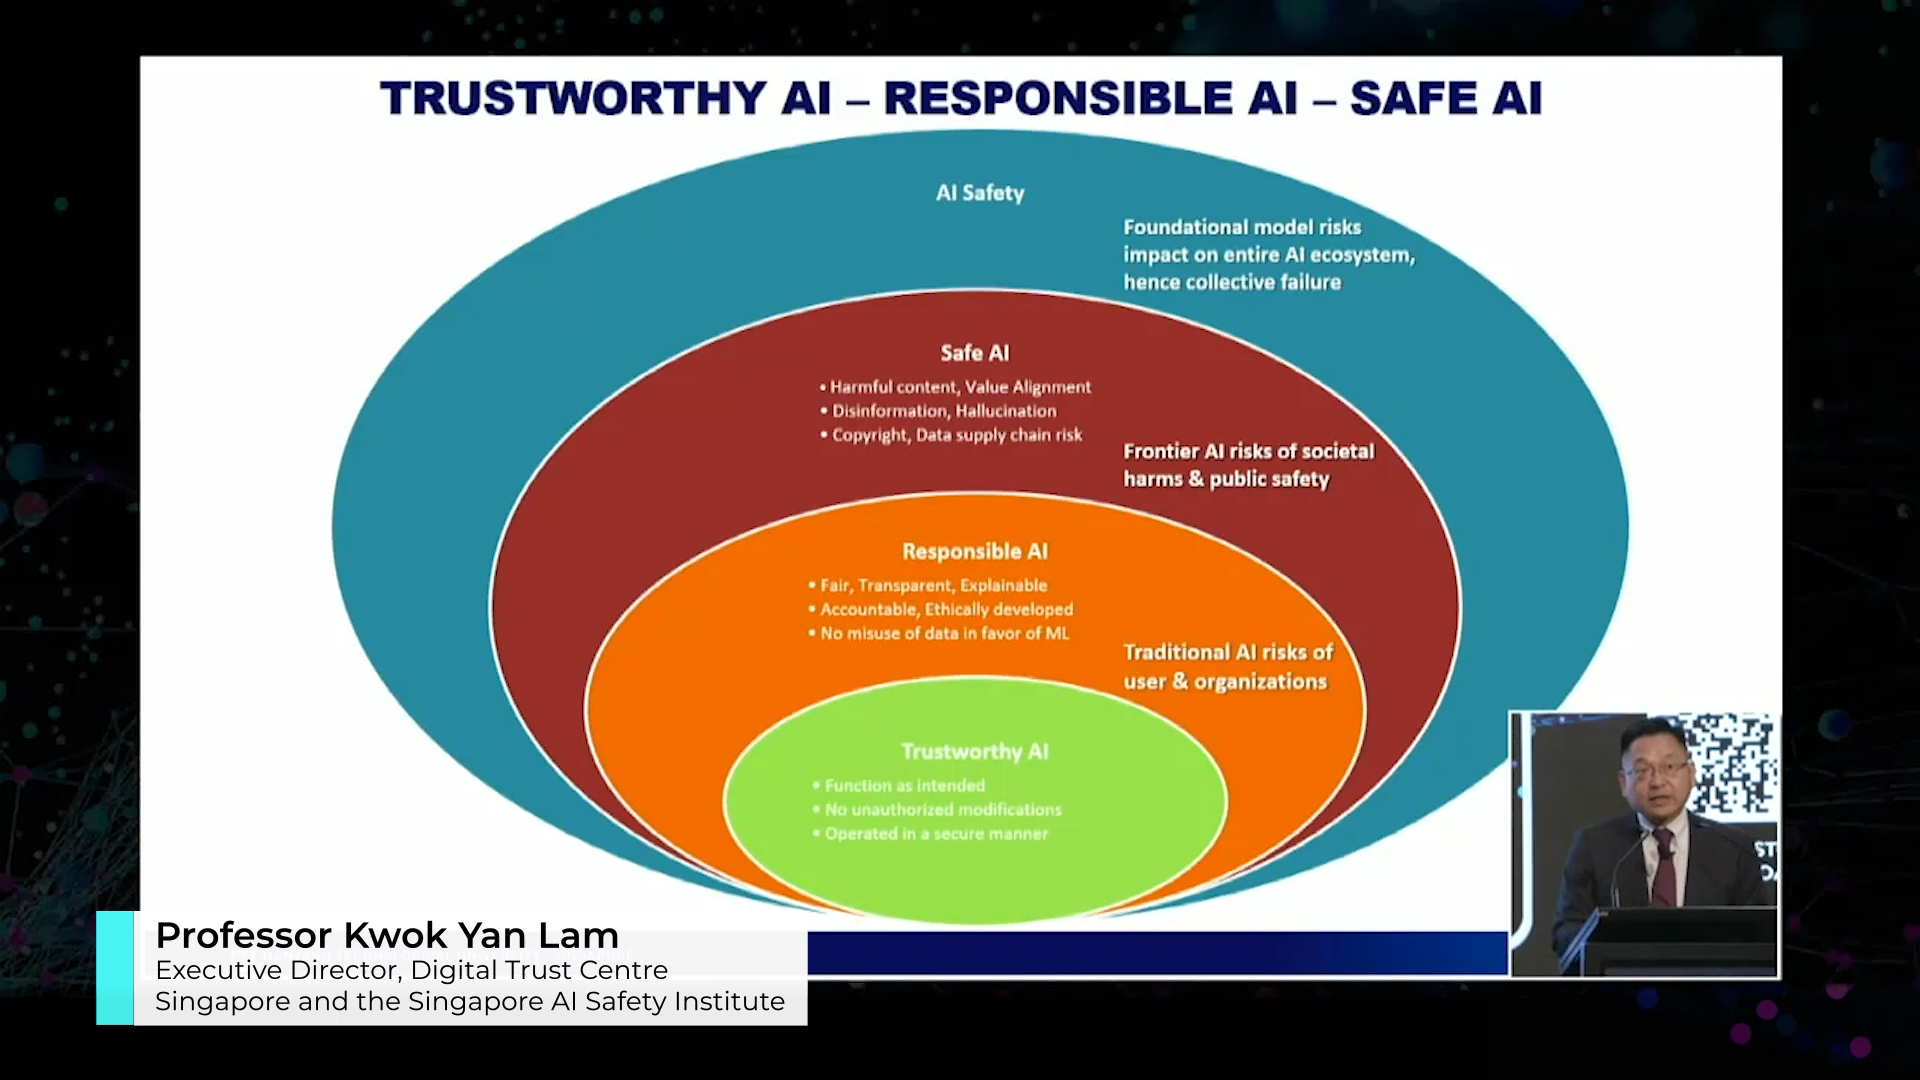 TRUSTWORTHY AI – RESPONSIBLE AI – SAFE AI
AI Safety
Foundational model risks
impact on entire AI ecosystem,
hence collective failure
Safe AI
• Harmful content, Value Alignment
• Disinformation, Hallucination
• Copyright, Data supply chain risk
Frontier AI risks of societal
harms & public safety
Responsible AI
• Fair, Transparent, Explainable
• Accountable, Ethically developed
• No misuse of data in favor of ML
Traditional AI risks of
user & organizations
Trustworthy AI
• Function as intended
• No unauthorized modifications
• Operated in a secure manner
Professor Kwok Yan Lam
Executive Director, Digital Trust Centre
Singapore and the Singapore AI Safety Institute